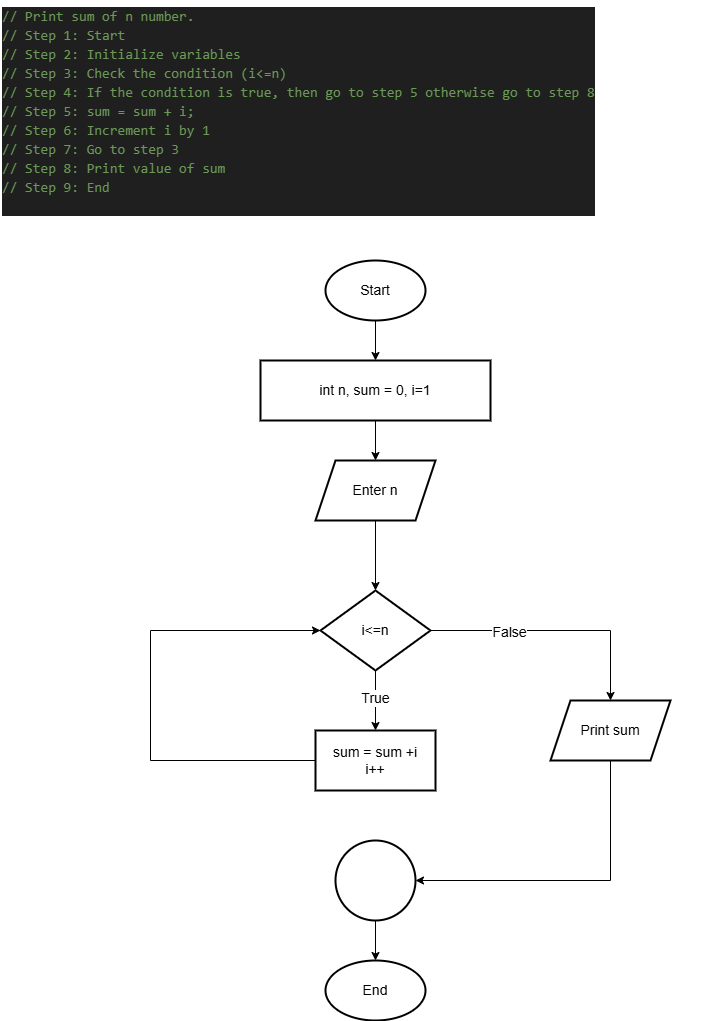 // Print sum of n number.
// Step 1: Start
// Step 2: Initialize variables
// Step 3: Check the condition (i<=n)
// Step 4: If the condition is true, then go to step 5 otherwise go to step 8
// Step 5: sum = sum + i;
// Step 6: Increment i by 1
// Step 7: Go to step 3
// Step 8: Print value of sum
// Step 9: End
Start
int n, sum = 0, i=1
Enter n
i<=n
False
True
Print sum
sum = sum +i
i++
End